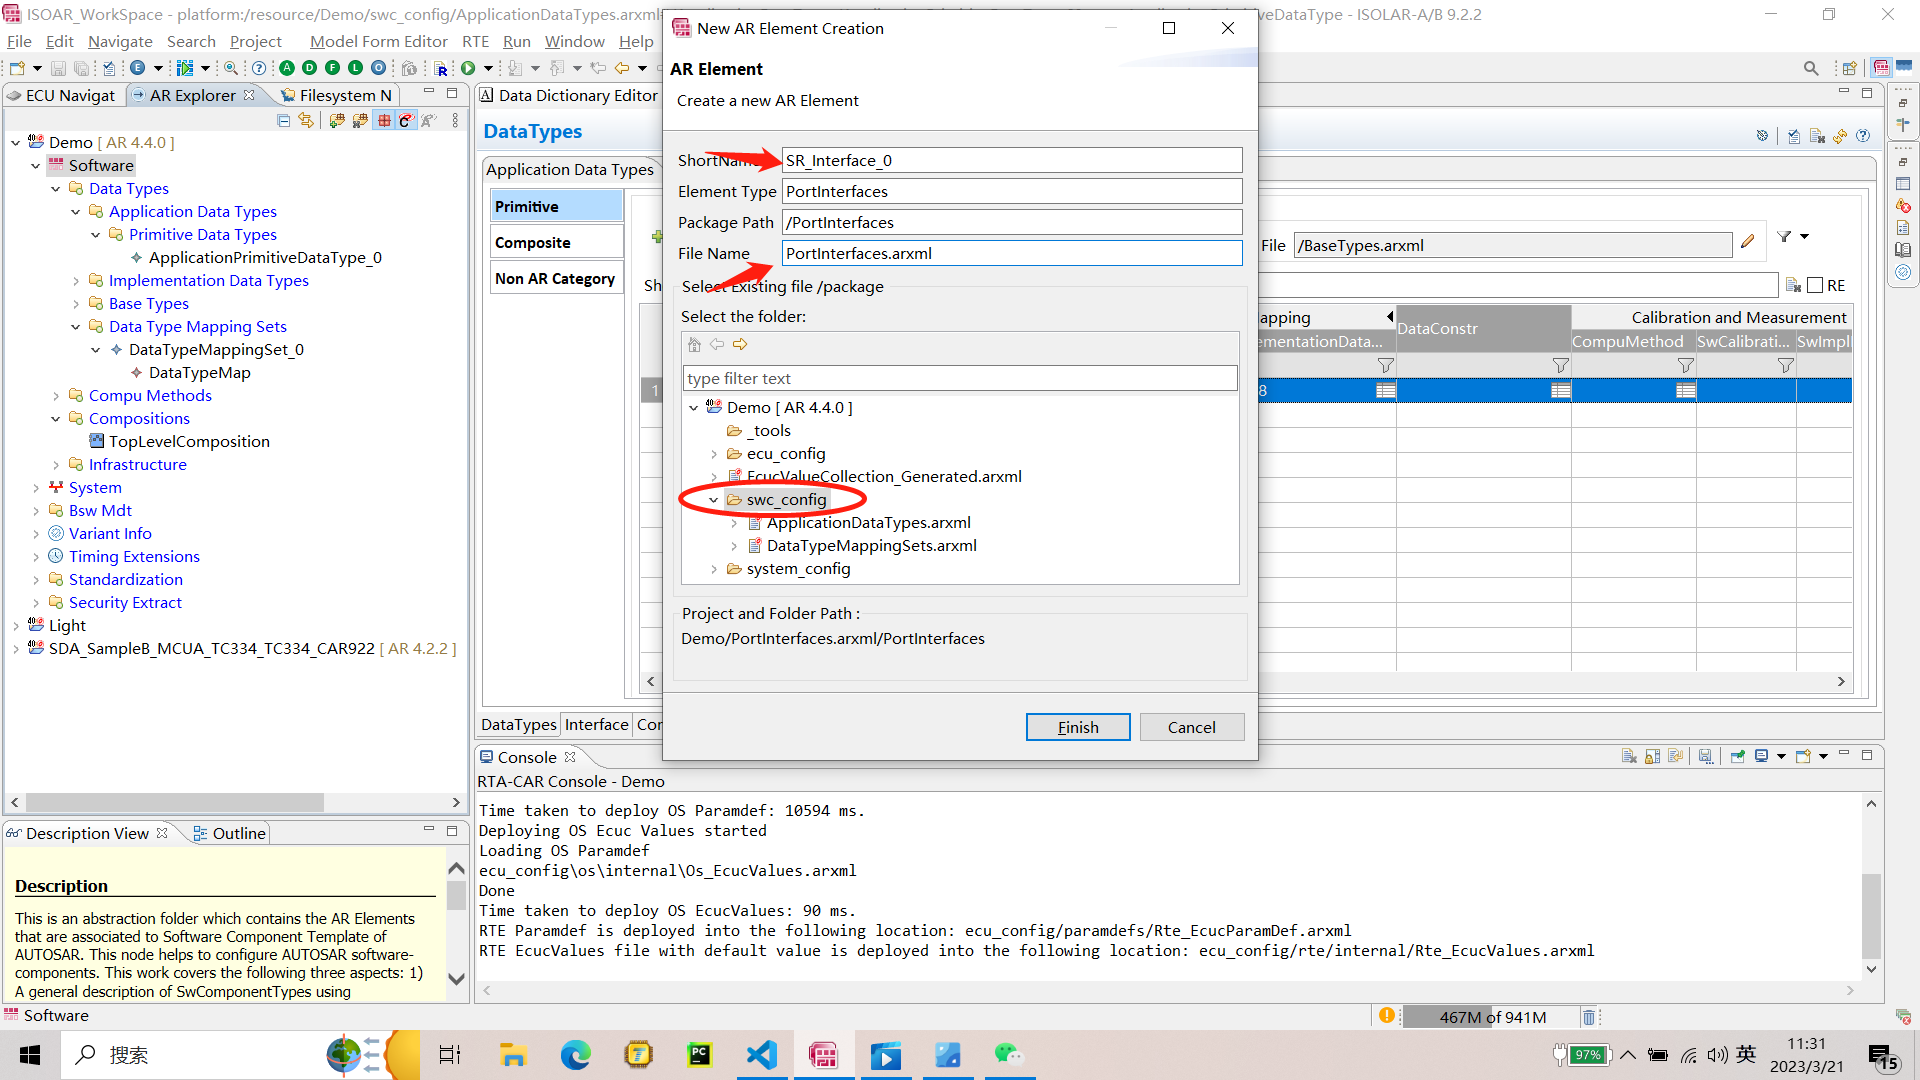 ISOAR_WorkSpace - platform:/resource/Demo/swc_config/ApplicationDataTypes.arxml
iveDataType - ISOLAR-A/B 9.2.2
File Edit Navigate Search Project Model Form Editor RTE Run Window Help
ECU Navigat
AR Explorer
Filesystem N
Demo [ AR 4.4.0 ]
Software
Data Types
Application Data Types
Primitive Data Types
ApplicationPrimitiveDataType_0
Implementation Data Types
Base Types
Data Type Mapping Sets
DataTypeMappingSet_0
DataTypeMap
Compu Methods
Compositions
TopLevelComposition
Infrastructure
System
Bsw Mdt
Variant Info
Timing Extensions
Standardization
Security Extract
Light
SDA_SampleB_MCUA_TC334_TC334_CAR922 [ AR 4.2.2 ]
Description View
Outline
Description
This is an abstraction folder which contains the AR Elements
that are associated to Software Component Template of
AUTOSAR. This node helps to configure AUTOSAR software-
components. This work covers the following three aspects: 1)
A general description of SwComponentTypes using
Software
Data Dictionary Editor
DataTypes
Application Data Types
Primitive
Composite
Non AR Category
Sh
1
DataTypes Interface Con
New AR Element Creation
AR Element
Create a new AR Element
ShortName SR_Interface_0
Element Type PortInterfaces
Package Path /PortInterfaces
File Name PortInterfaces.arxml
Select Existing file /package
Select the folder:
type filter text
Demo [ AR 4.4.0 ]
_tools
ecu_config
EcucValueCollection_Generated.arxml
swc_config
ApplicationDataTypes.arxml
DataTypeMappingSets.arxml
system_config
Project and Folder Path :
Demo/PortInterfaces.arxml/PortInterfaces
Finish Cancel
File /BaseTypes.arxml
RE
apping
DataConstr
Calibration and Measurement
ementationData...
CompuMethod SwCalibrati... SwImpl
8
Console
RTA-CAR Console - Demo
Time taken to deploy OS Paramdef: 10594 ms.
Deploying OS Ecuc Values started
Loading OS Paramdef
ecu_config\os\internal\Os_EcucValues.arxml
Done
Time taken to deploy OS EcucValues: 90 ms.
RTE Paramdef is deployed into the following location: ecu_config/paramdefs/Rte_EcucParamDef.arxml
RTE EcucValues file with default value is deployed into the following location: ecu_config/rte/internal/Rte_EcucValues.arxml
467M of 941M
搜索
97%
英
11:31
2023/3/21
15